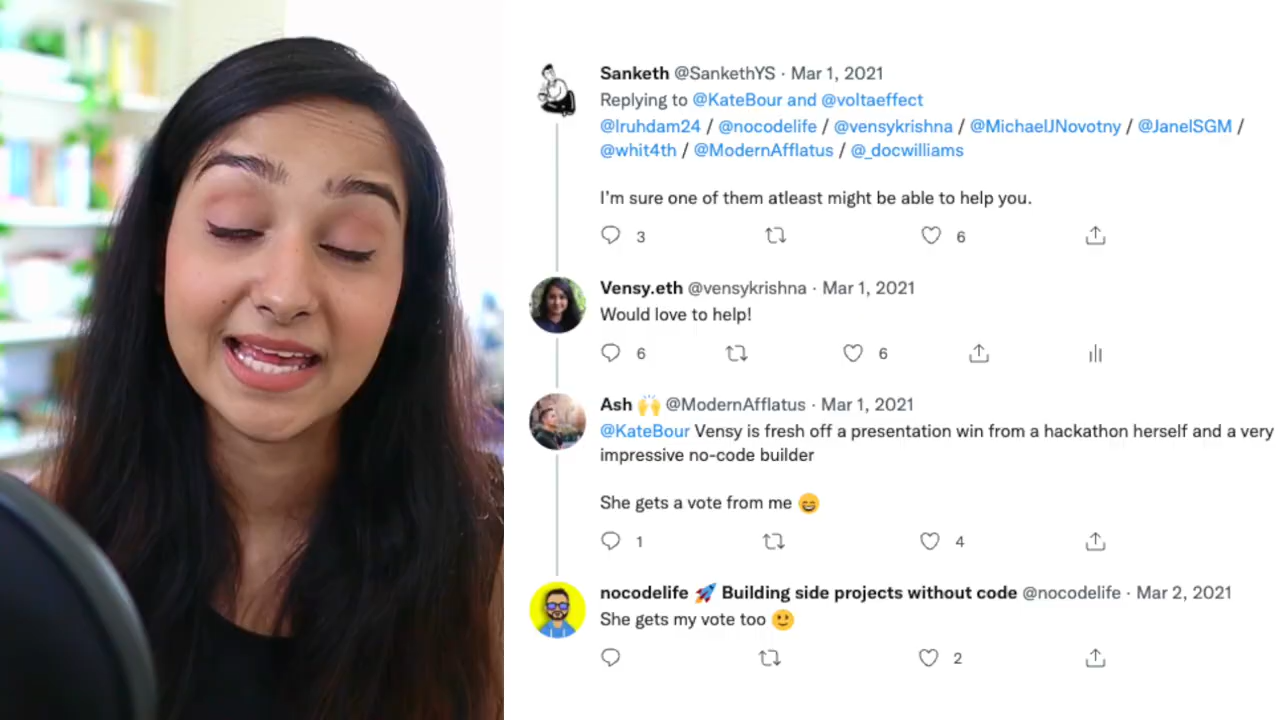 Sanketh @SankethYS · Mar 1, 2021
Replying to @KateBour and @voltaeffect
@lruhdam24 / @nocodelife / @vensykrishna / @MichaelJNovotny / @JanelSGM /
@whit4th / @ModernAfflatus / @_docwilliams
I'm sure one of them atleast might be able to help you.
3 6
Vensy.eth @vensykrishna · Mar 1, 2021
Would love to help!
6 6
Ash 🙌 @ModernAfflatus · Mar 1, 2021
@KateBour Vensy is fresh off a presentation win from a hackathon herself and a very
impressive no-code builder
She gets a vote from me 😄
1 4
nocodelife 🚀 Building side projects without code @nocodelife · Mar 2, 2021
She gets my vote too 🙂
2